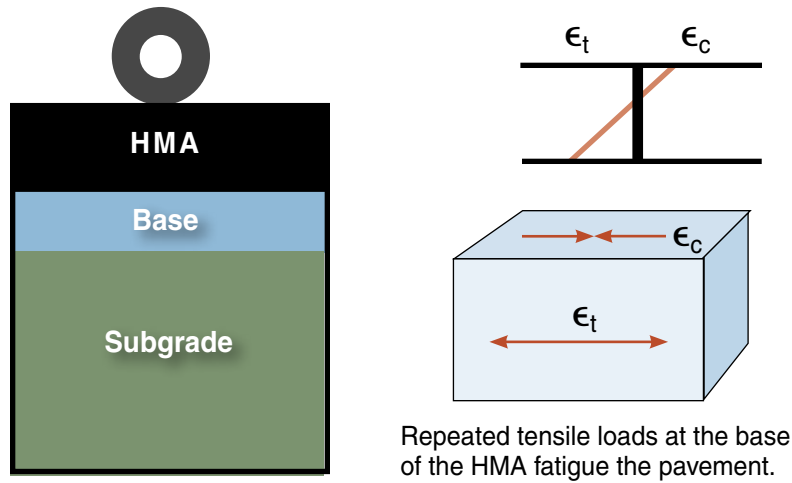 HMA
Base
Subgrade
ϵt ϵc
ϵc
ϵt
Repeated tensile loads at the base
of the HMA fatigue the pavement.